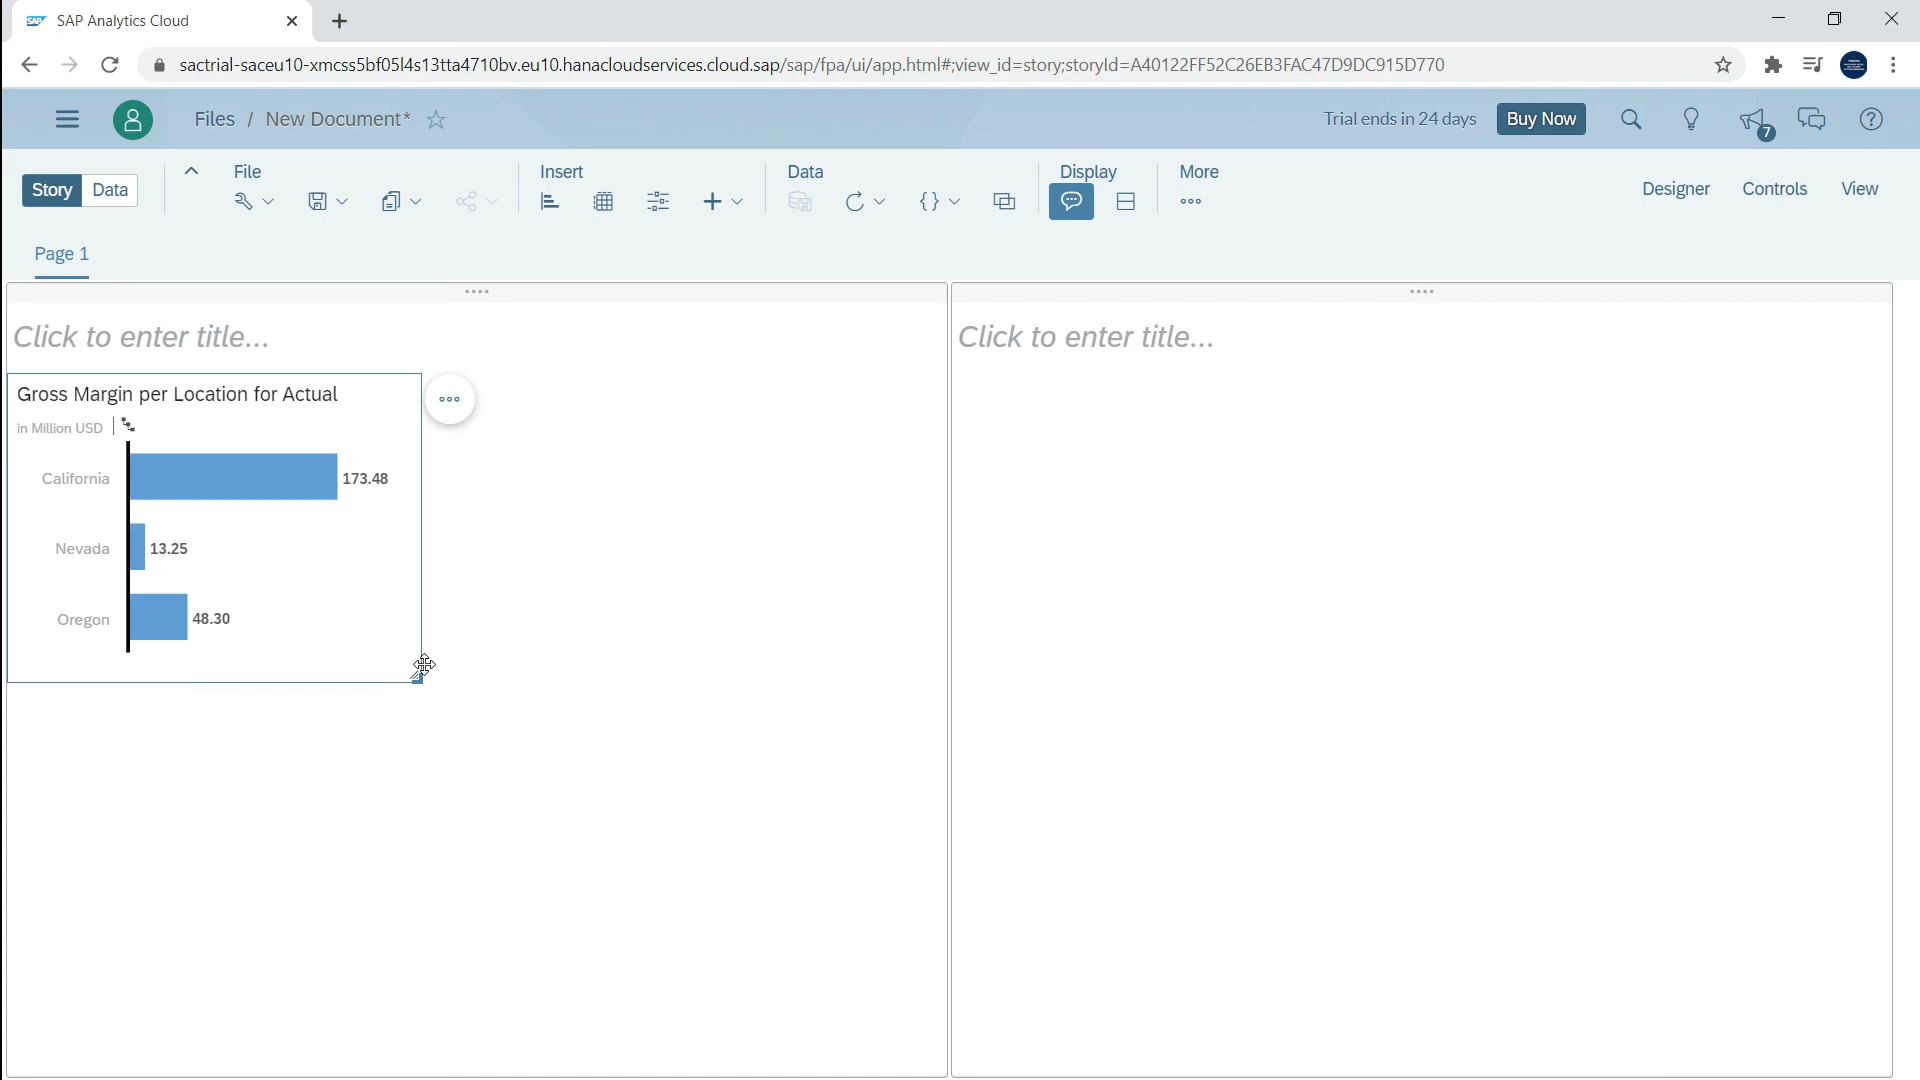 SAP SAP Analytics Cloud
sactrial-saceu10-xmcss5bf05l4s13tta4710bv.eu10.hanacloudservices.cloud.sap/sap/fpa/ui/app.html#;view_id=story;storyId=A40122FF52C26EB3FAC47D9DC915D770
Files / New Document*
Trial ends in 24 days
Buy Now
7
Story Data
File
Insert
Data
Display
More
Designer
Controls
View
Page 1
Click to enter title...
Click to enter title...
Gross Margin per Location for Actual
in Million USD
California 173.48
Nevada 13.25
Oregon 48.30